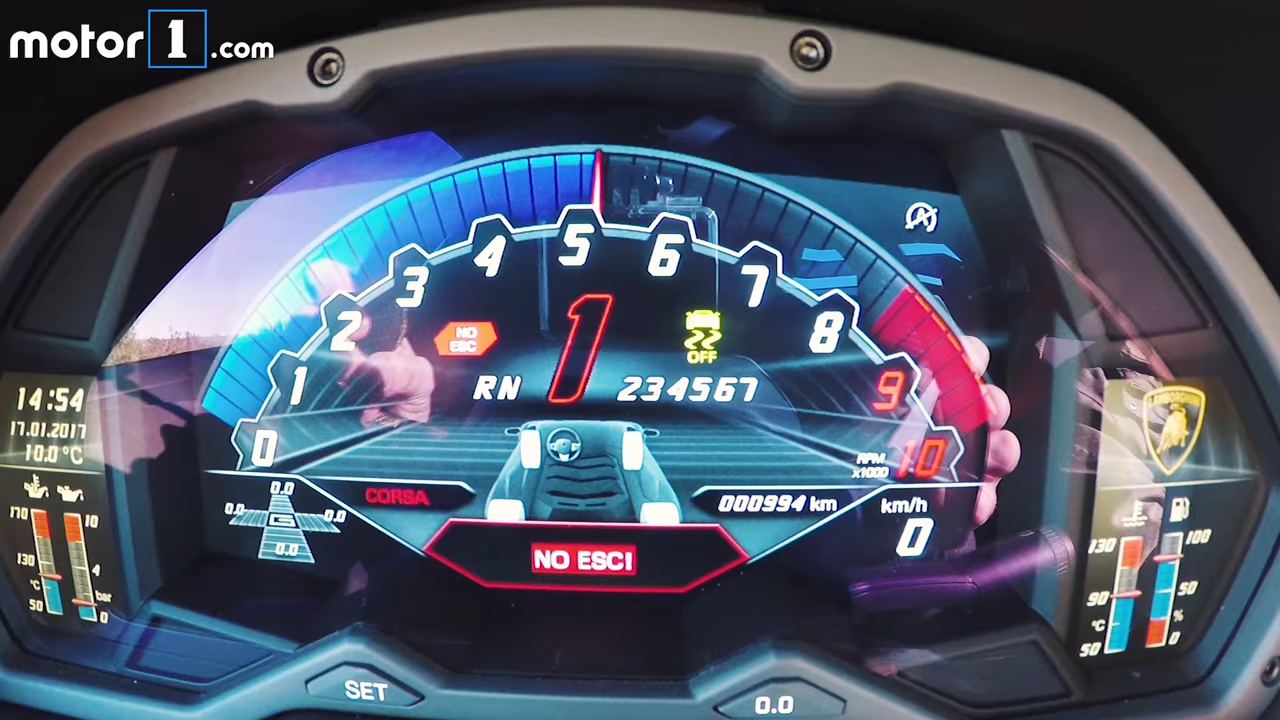 motor1.com
0 1 2 3 4 5 6 7 8 9 10
NO
ESC
OFF
1
RN 234567
RPM
x1000
14:54
17.01.2017
10.0 °C
170 10
130 4
°C bar
50 0
0.0
0.0 G 0.0
0.0
CORSA
000994 km
km/h
0
NO ESC!
LAMBORGHINI
130 100
90 50
°C %
50 0
SET
0.0